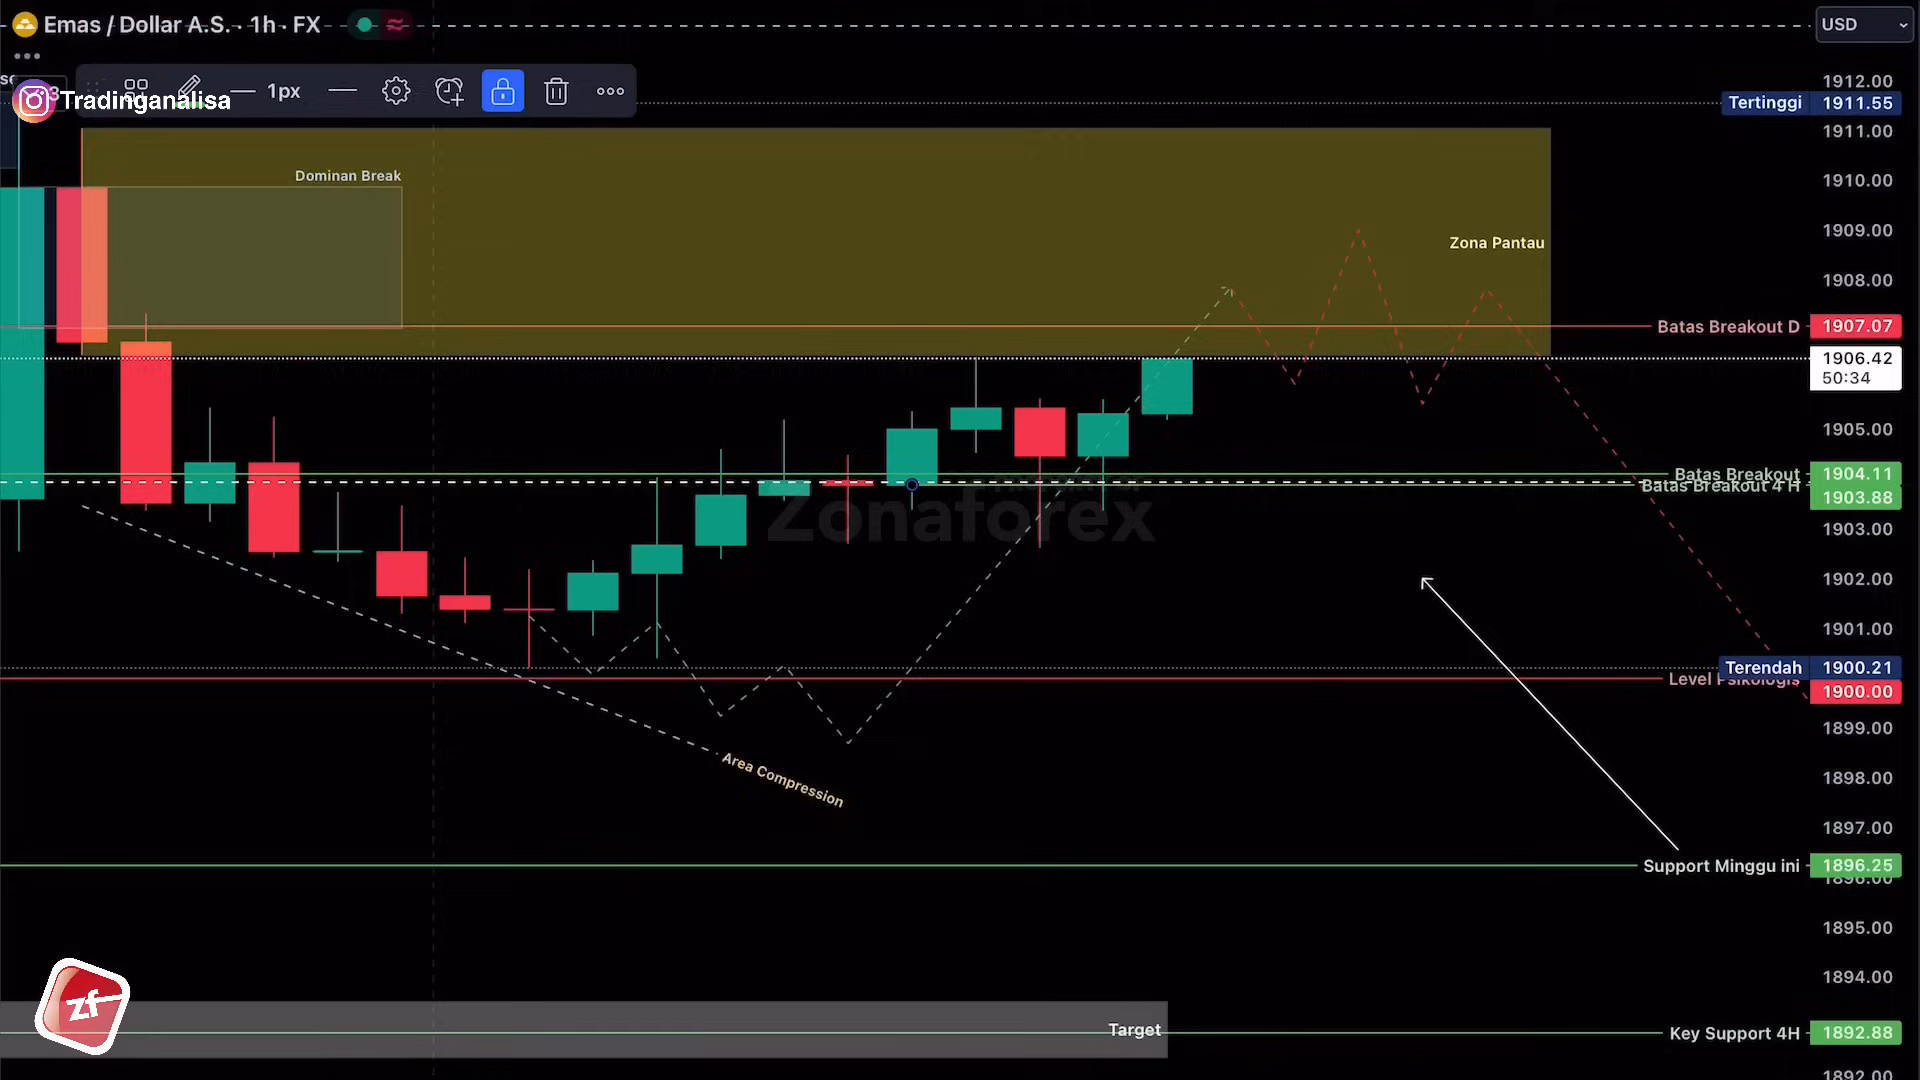 Emas / Dollar A.S. · 1h · FX
USD
1px
Tradinganalisa
1912.00
Tertinggi 1911.55
1911.00
Dominan Break
1910.00
1909.00
Zona Pantau
1908.00
Batas Breakout D 1907.07
1906.42
50:34
1905.00
Batas Breakout 1904.11
Batas Breakout 4 H 1903.88
Zonaforex
1903.00
1902.00
1901.00
Terendah 1900.21
Level Psikologis 1900.00
1899.00
Area Compression
1898.00
1897.00
Support Minggu ini 1896.25
1896.00
1895.00
1894.00
zf
Target
Key Support 4H 1892.88
1892.00